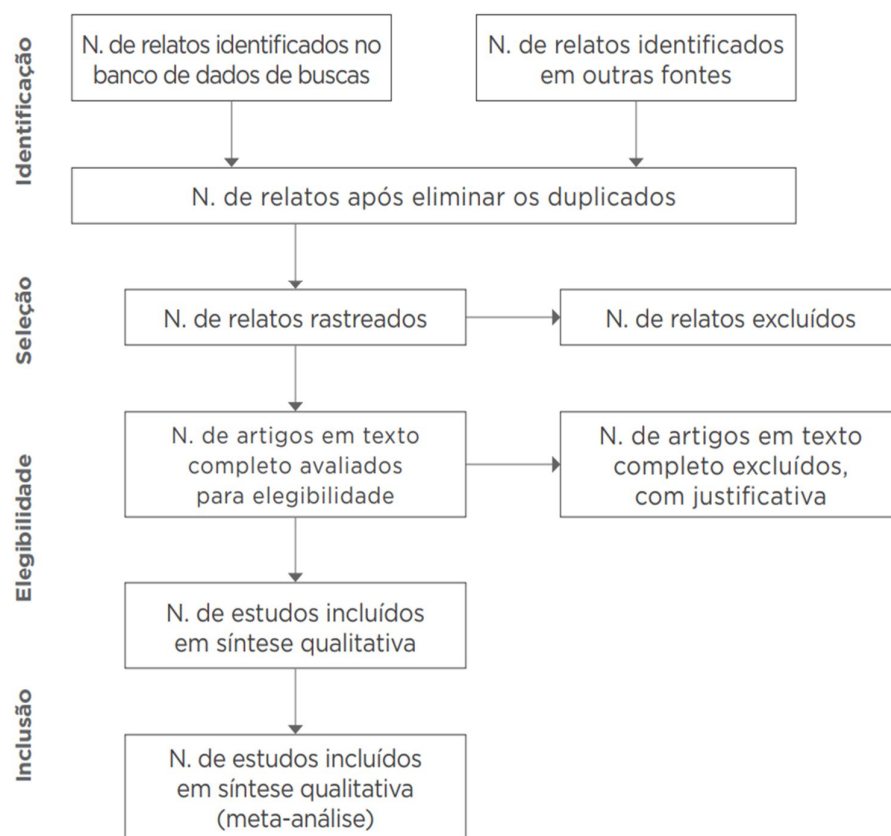 Identificação
N. de relatos identificados no
banco de dados de buscas
N. de relatos identificados
em outras fontes
N. de relatos após eliminar os duplicados
Seleção
N. de relatos rastreados
N. de relatos excluídos
Elegibilidade
N. de artigos em texto
completo avaliados
para elegibilidade
N. de artigos em texto
completo excluídos,
com justificativa
N. de estudos incluídos
em síntese qualitativa
Inclusão
N. de estudos incluídos
em síntese qualitativa
(meta-análise)